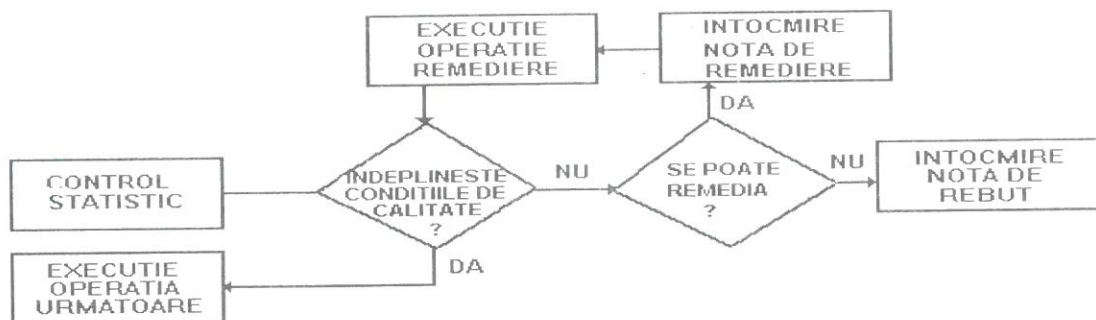 EXECUTIE
OPERATIE
REMEDIERE
INTOCMIRE
NOTA DE
REMEDIERE
DA
CONTROL
STATISTIC
INDEPLINESTE
CONDITIILE DE
CALITATE
?
NU
SE POATE
REMEDIA
?
NU
INTOCMIRE
NOTA DE
REBUT
DA
EXECUTIE
OPERATIA
URMATOARE